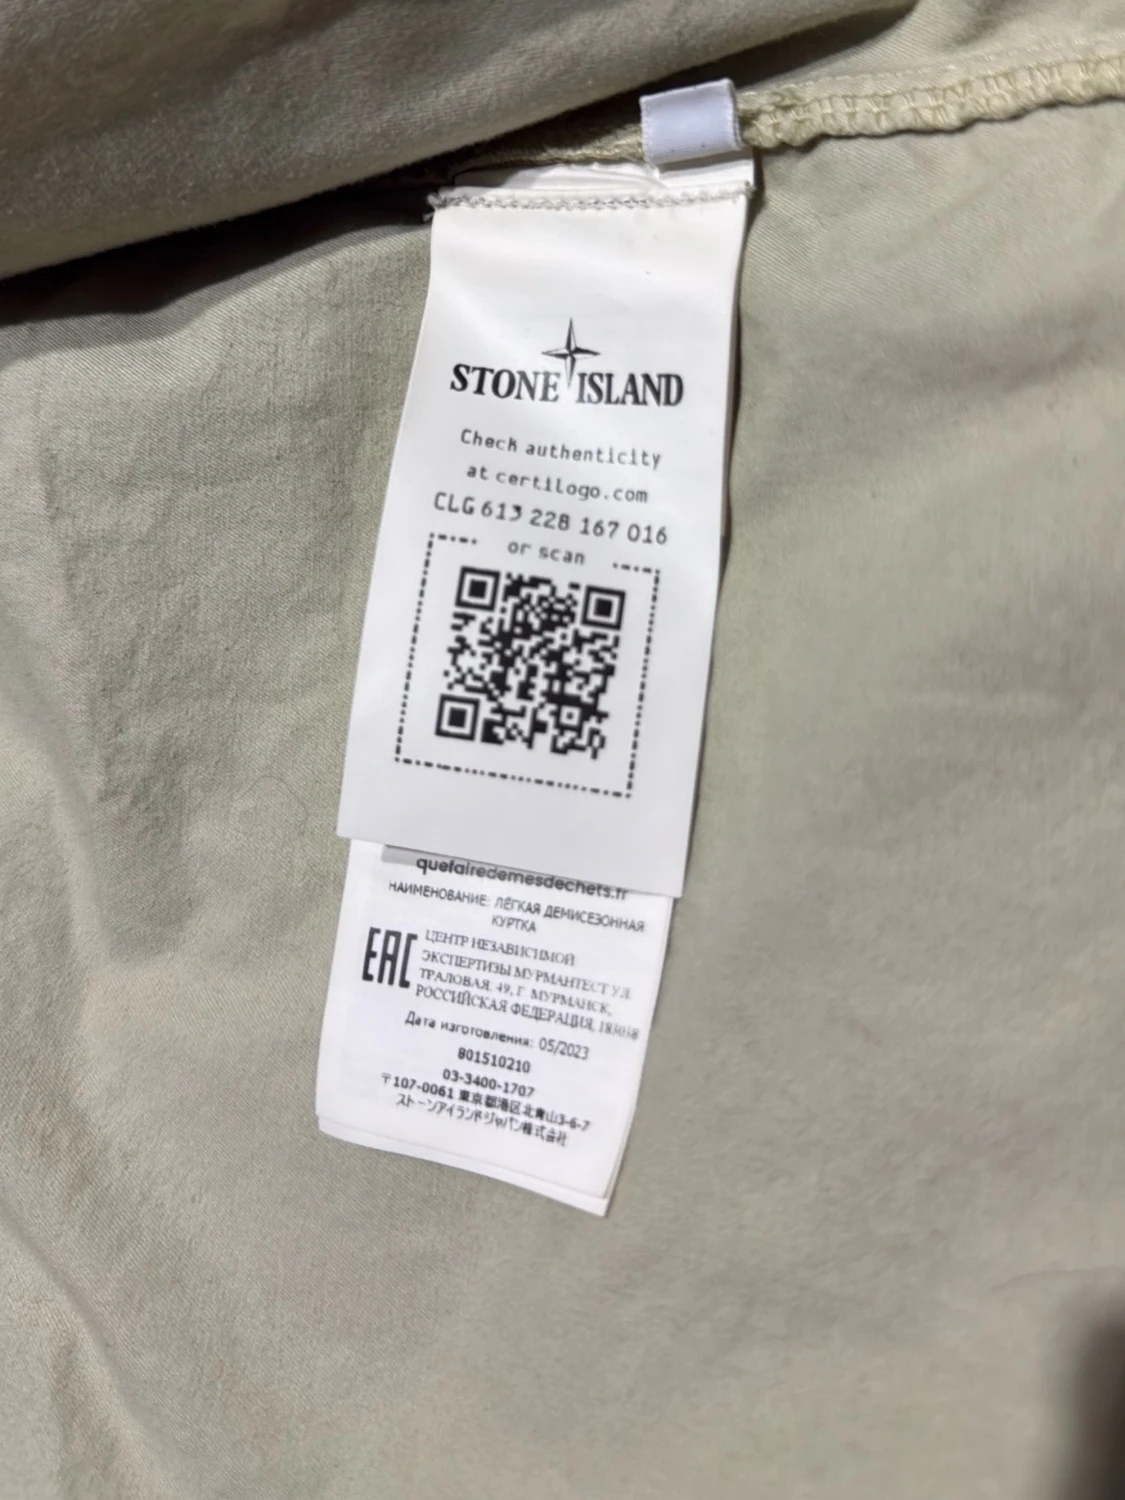 STONE ISLAND
Check authenticity
at certilogo.com
CLG 613 228 167 016
or scan
quefairedemesdechets.fr
НАИМЕНОВАНИЕ: ЛЁГКАЯ ДЕМИСЕЗОННАЯ
КУРТКА
EAC
ЦЕНТР НЕЗАВИСИМОЙ
ЭКСПЕРТИЗЫ МУРМАНТЕСТ УЛ.
ТРАЛОВАЯ. 49, Г. МУРМАНСК,
РОССИЙСКАЯ ФЕДЕРАЦИЯ, 183038
Дата изготовления: 05/2023
801510210
03-3400-1707
〒107-0061 東京都港区北青山3-6-7
ストーンアイランドジャパン株式会社